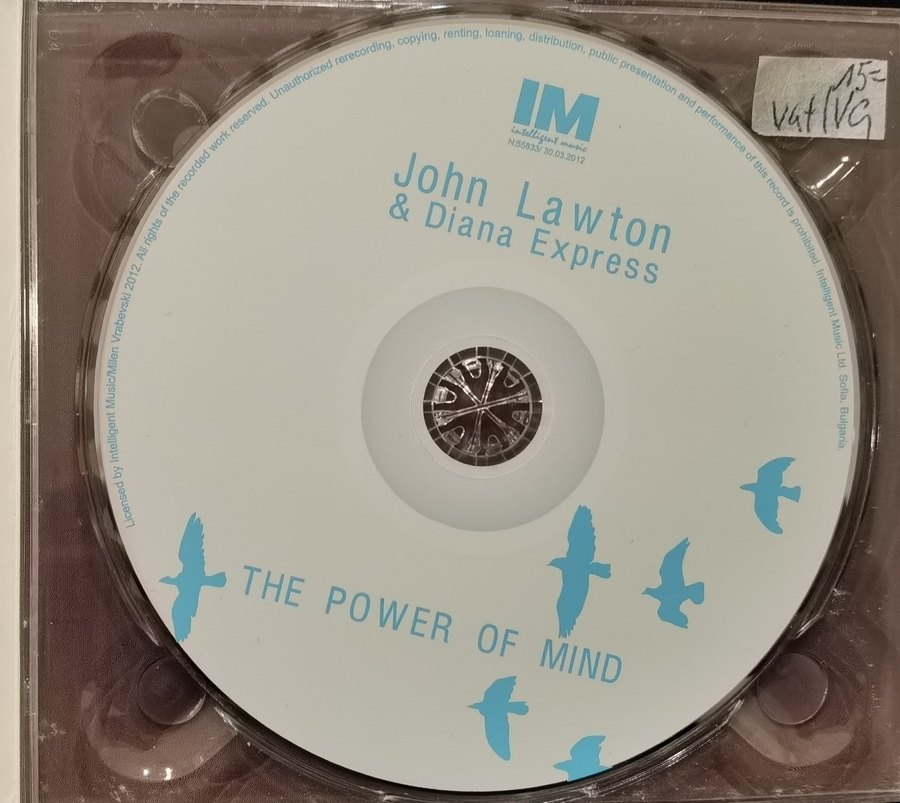 Licensed by Intelligent Music/Milen Vrabevski 2012. All rights of the recorded work reserved. Unauthorized rerecording, copying, renting, loaning, distribution, public presentation and performance of this record is prohibited. Intelligent Music Ltd. Sofia, Bulgaria.
IM
intelligent music
N:55833/ 30.03.2012
John Lawton
& Diana Express
THE POWER OF MIND
15=
vat/VG